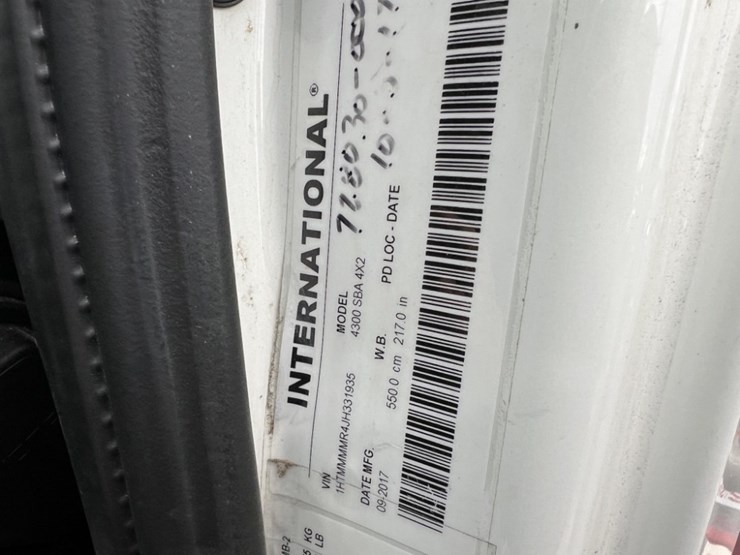 INTERNATIONAL®
VIN MODEL
1HTMMMMR4JH331935 4300 SBA 4X2
DATE MFG. W.B. PD LOC - DATE
09-2017 550.0 cm 217.0 in
KG
LB